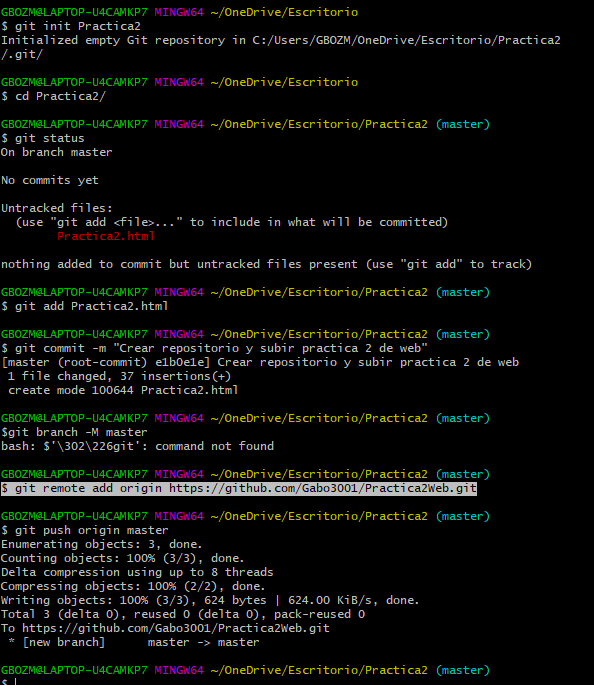 GBOZM@LAPTOP-U4CAMKP7 MINGW64 ~/OneDrive/Escritorio
$ git init Practica2
Initialized empty Git repository in C:/Users/GBOZM/OneDrive/Escritorio/Practica2
/.git/
GBOZM@LAPTOP-U4CAMKP7 MINGW64 ~/OneDrive/Escritorio
$ cd Practica2/
GBOZM@LAPTOP-U4CAMKP7 MINGW64 ~/OneDrive/Escritorio/Practica2 (master)
$ git status
On branch master
No commits yet
Untracked files:
  (use "git add <file>..." to include in what will be committed)
        Practica2.html
nothing added to commit but untracked files present (use "git add" to track)
GBOZM@LAPTOP-U4CAMKP7 MINGW64 ~/OneDrive/Escritorio/Practica2 (master)
$ git add Practica2.html
GBOZM@LAPTOP-U4CAMKP7 MINGW64 ~/OneDrive/Escritorio/Practica2 (master)
$ git commit -m "Crear repositorio y subir practica 2 de web"
[master (root-commit) e1b0e1e] Crear repositorio y subir practica 2 de web
 1 file changed, 37 insertions(+)
 create mode 100644 Practica2.html
GBOZM@LAPTOP-U4CAMKP7 MINGW64 ~/OneDrive/Escritorio/Practica2 (master)
$git branch -M master
bash: $'\302\226git': command not found
GBOZM@LAPTOP-U4CAMKP7 MINGW64 ~/OneDrive/Escritorio/Practica2 (master)
$ git remote add origin https://github.com/Gabo3001/Practica2Web.git
GBOZM@LAPTOP-U4CAMKP7 MINGW64 ~/OneDrive/Escritorio/Practica2 (master)
$ git push origin master
Enumerating objects: 3, done.
Counting objects: 100% (3/3), done.
Delta compression using up to 8 threads
Compressing objects: 100% (2/2), done.
Writing objects: 100% (3/3), 624 bytes | 624.00 KiB/s, done.
Total 3 (delta 0), reused 0 (delta 0), pack-reused 0
To https://github.com/Gabo3001/Practica2Web.git
 * [new branch]      master -> master
GBOZM@LAPTOP-U4CAMKP7 MINGW64 ~/OneDrive/Escritorio/Practica2 (master)
$